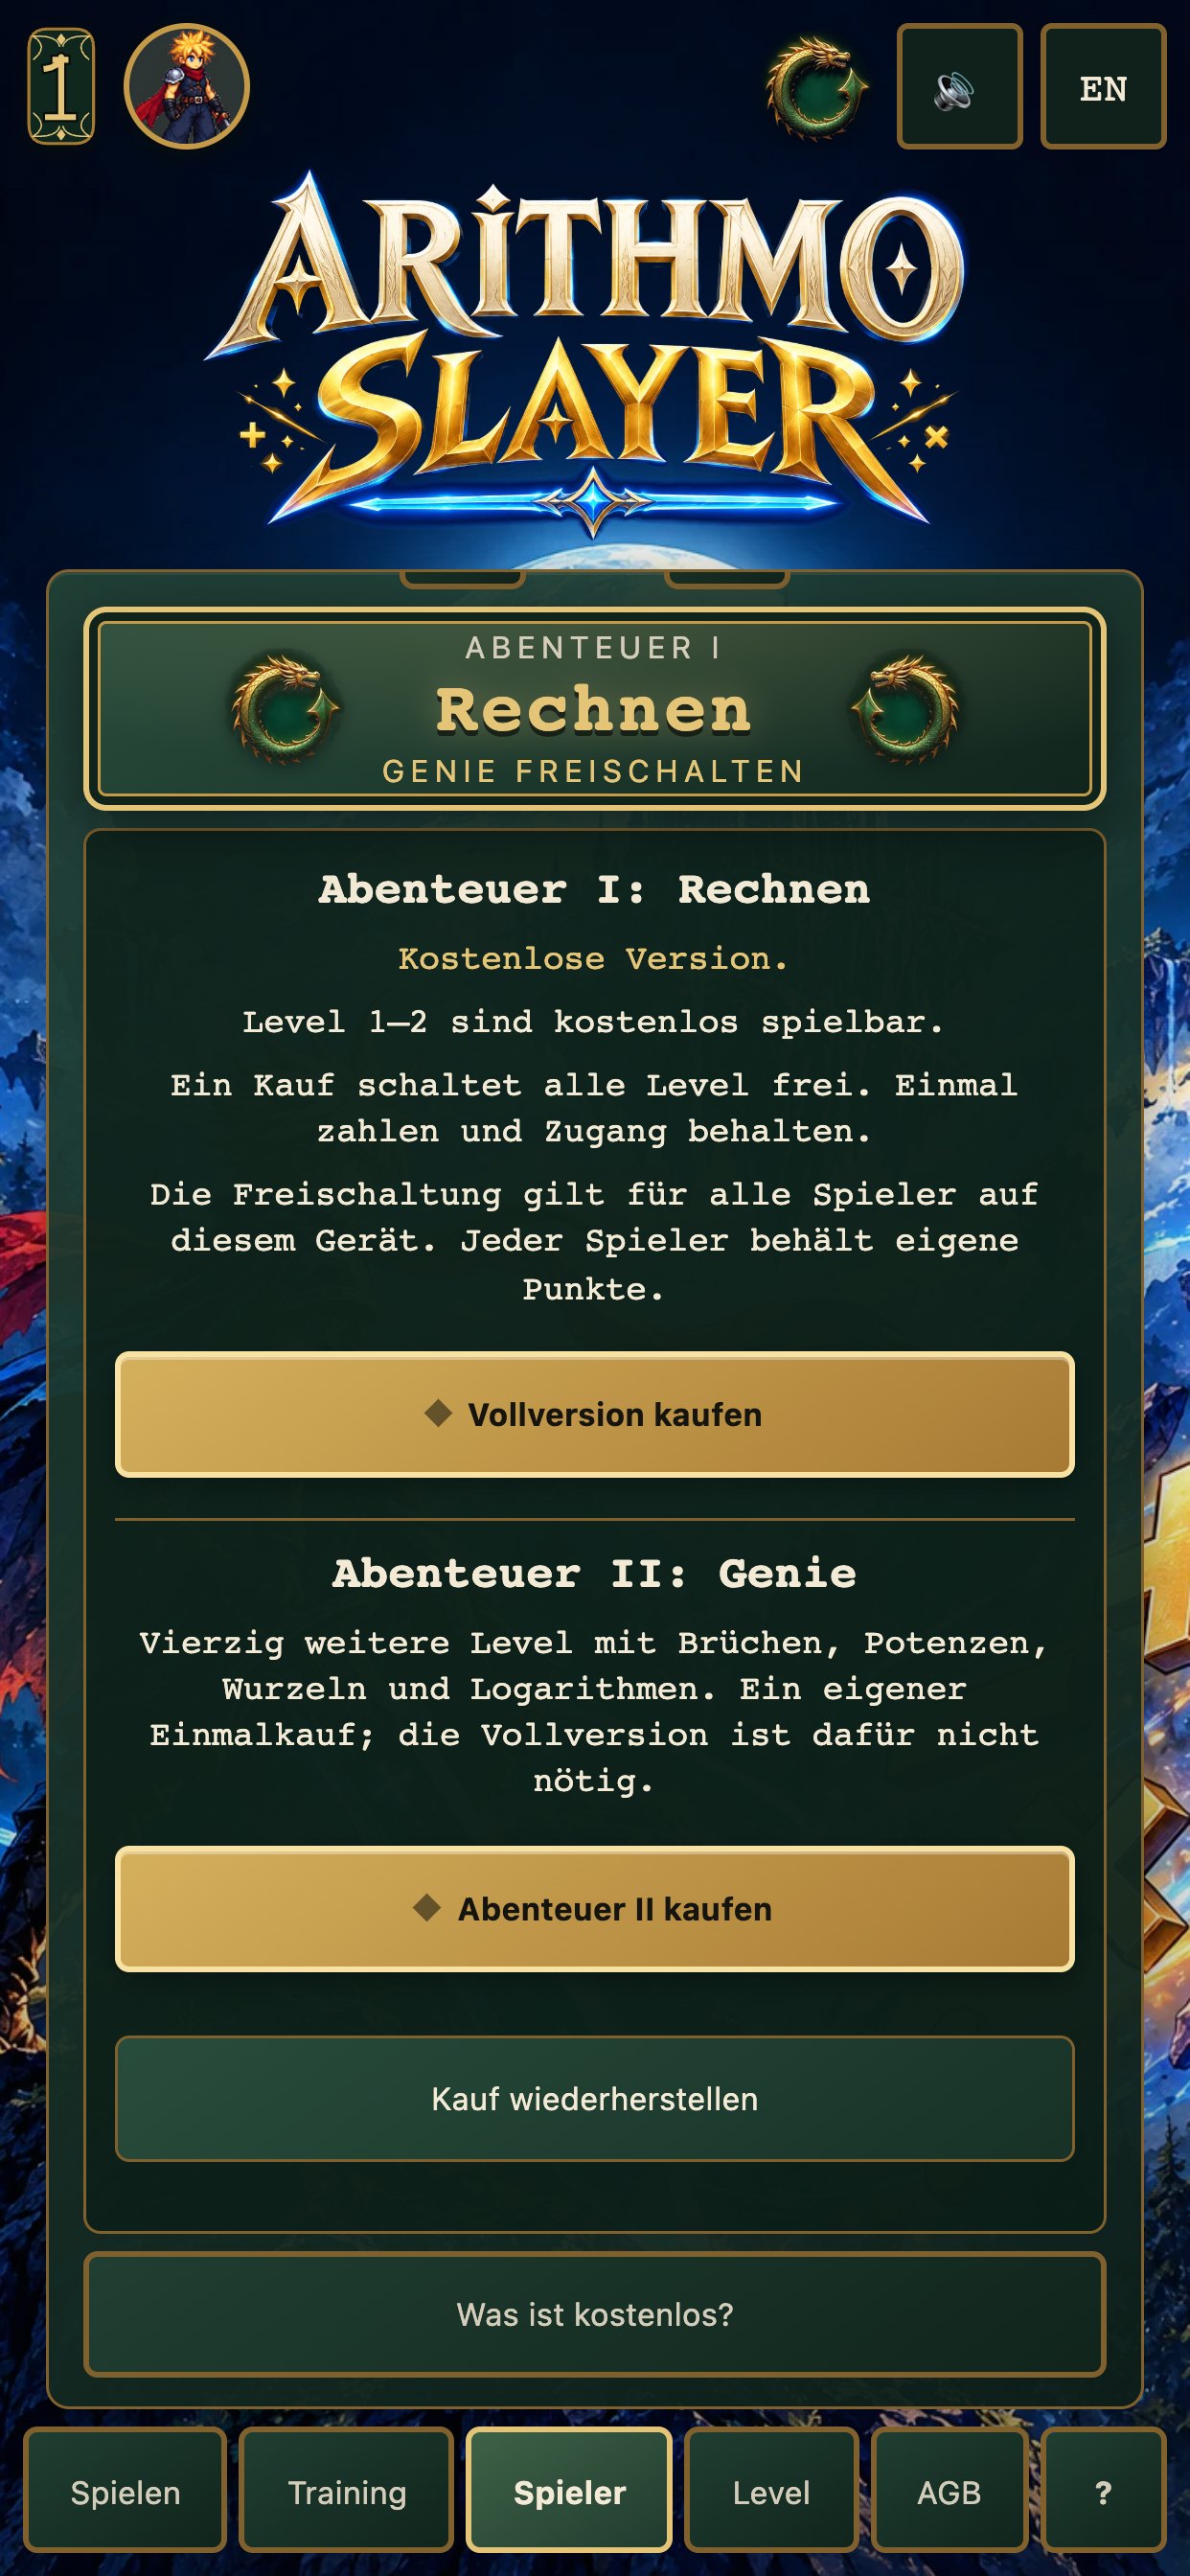 1
EN
ARiTHMO
SLAYER
ABENTEUER I
Rechnen
GENIE FREISCHALTEN
Abenteuer I: Rechnen
Kostenlose Version.
Level 1–2 sind kostenlos spielbar.
Ein Kauf schaltet alle Level frei. Einmal
zahlen und Zugang behalten.
Die Freischaltung gilt für alle Spieler auf
diesem Gerät. Jeder Spieler behält eigene
Punkte.
◆ Vollversion kaufen
Abenteuer II: Genie
Vierzig weitere Level mit Brüchen, Potenzen,
Wurzeln und Logarithmen. Ein eigener
Einmalkauf; die Vollversion ist dafür nicht
nötig.
◆ Abenteuer II kaufen
Kauf wiederherstellen
Was ist kostenlos?
Spielen
Training
Spieler
Level
AGB
?